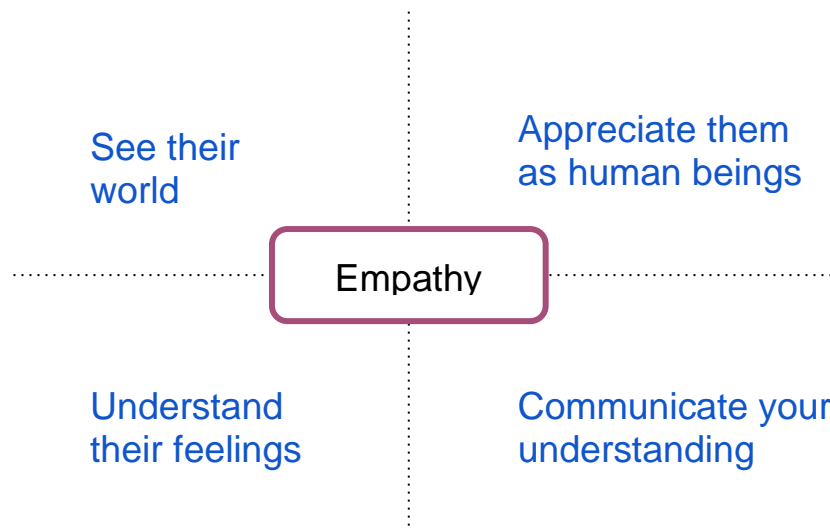 See their
world
Appreciate them
as human beings
Empathy
Understand
their feelings
Communicate your
understanding